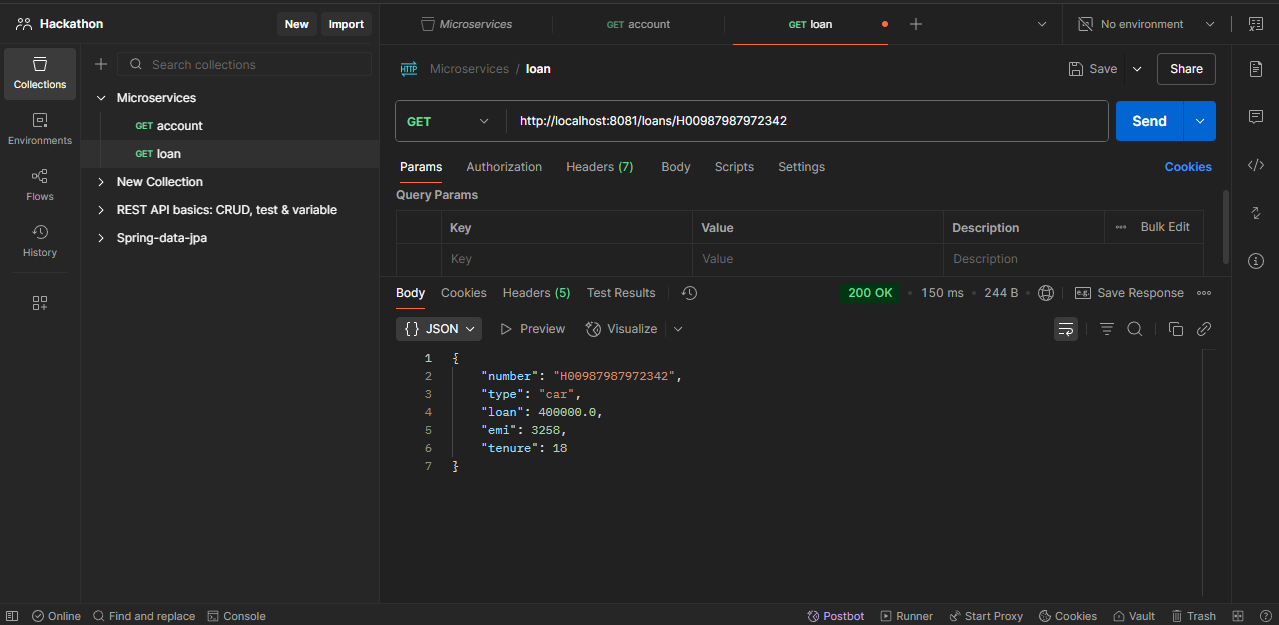 Hackathon
New
Import
Microservices
GET account
GET loan
No environment
Collections
Environments
Flows
History
Search collections
Microservices
GET account
GET loan
New Collection
REST API basics: CRUD, test & variable
Spring-data-jpa
HTTP Microservices / loan
Save
Share
GET
http://localhost:8081/loans/H00987987972342
Send
Params Authorization Headers (7) Body Scripts Settings
Cookies
Query Params
Key Value Description Bulk Edit
Key Value Description
Body Cookies Headers (5) Test Results
200 OK • 150 ms • 244 B •
e.g. Save Response
{} JSON
Preview
Visualize
1 {
2 "number": "H00987987972342",
3 "type": "car",
4 "loan": 400000.0,
5 "emi": 3258,
6 "tenure": 18
7 }
Online Find and replace Console
Postbot Runner Start Proxy Cookies Vault Trash